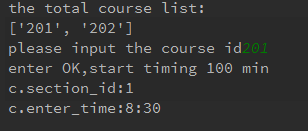 the total course list:
['201', '202']
please input the course id201
enter OK,start timing 100 min
c.section_id:1
c.enter_time:8:30